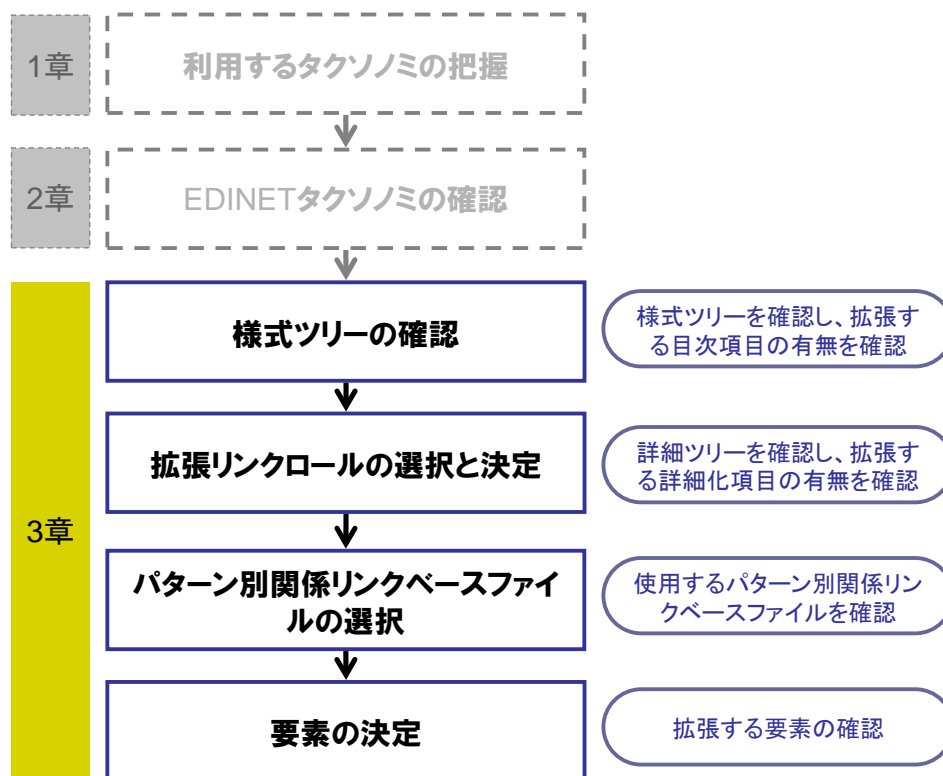 1章
利用するタクソノミの把握
2章
EDINETタクソノミの確認
3章
様式ツリーの確認
様式ツリーを確認し、拡張す
る目次項目の有無を確認
拡張リンクロールの選択と決定
詳細ツリーを確認し、拡張す
る詳細化項目の有無を確認
パターン別関係リンクベースファイ
ルの選択
使用するパターン別関係リン
クベースファイルを確認
要素の決定
拡張する要素の確認